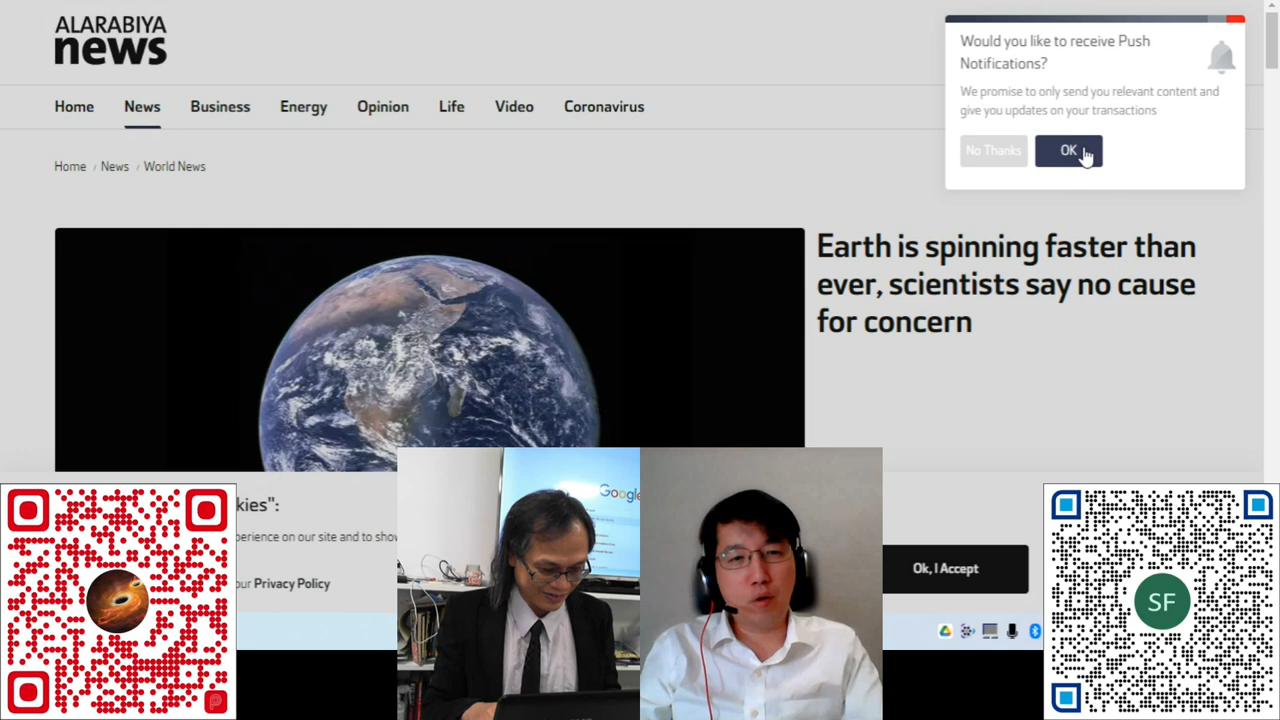 ALARABIYA
news
Would you like to receive Push
Notifications?
We promise to only send you relevant content and
give you updates on your transactions
No Thanks
OK
Home
News
Business
Energy
Opinion
Life
Video
Coronavirus
Home / News / World News
Earth is spinning faster than
ever, scientists say no cause
for concern
kies":
perience on our site and to show
our Privacy Policy
Google
Ok, I Accept
SF